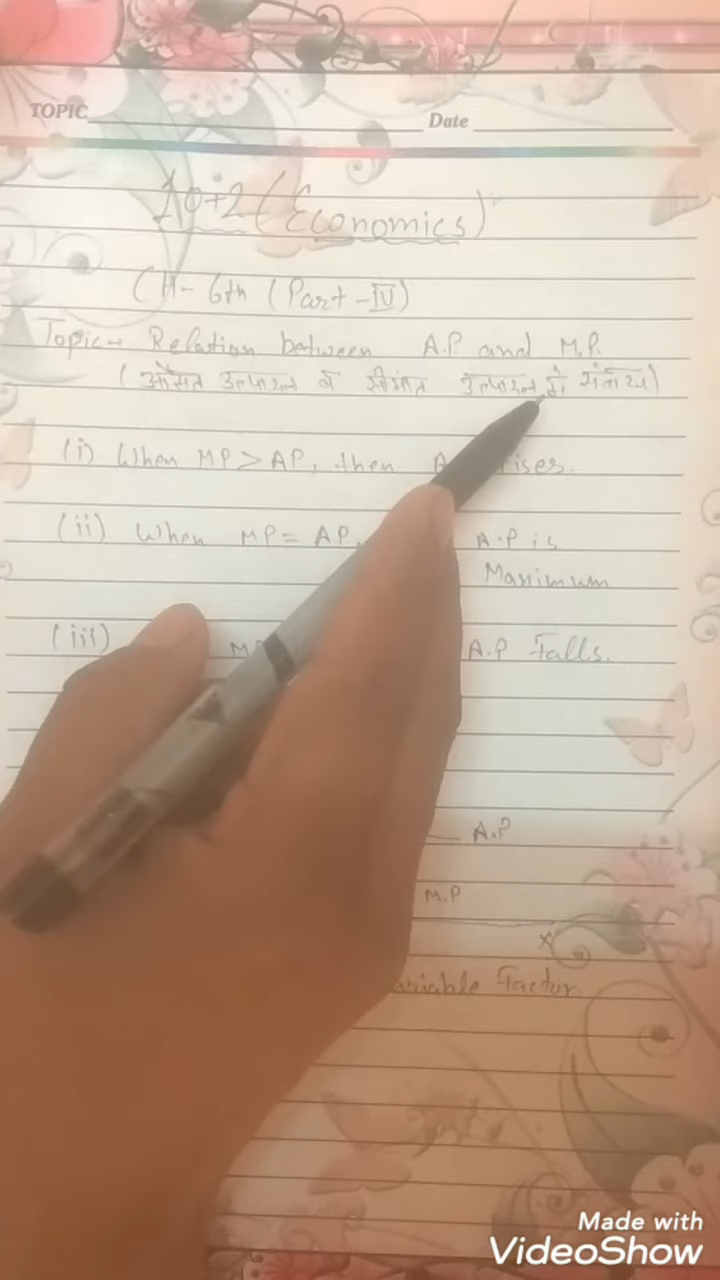 TOPIC Date
10+2 (Economics)
CH- 6th (Part -IV)
Topic- Relation between A.P. and M.P.
(औसत उत्पादन व सीमांत उत्पादन में संबंध)
(i) When MP > AP, then A rises.
(ii) When MP = AP, A.P is
Maximum
(iii) A.P Falls.
A.P
M.P
x
ariable Factor.
Made with
VideoShow